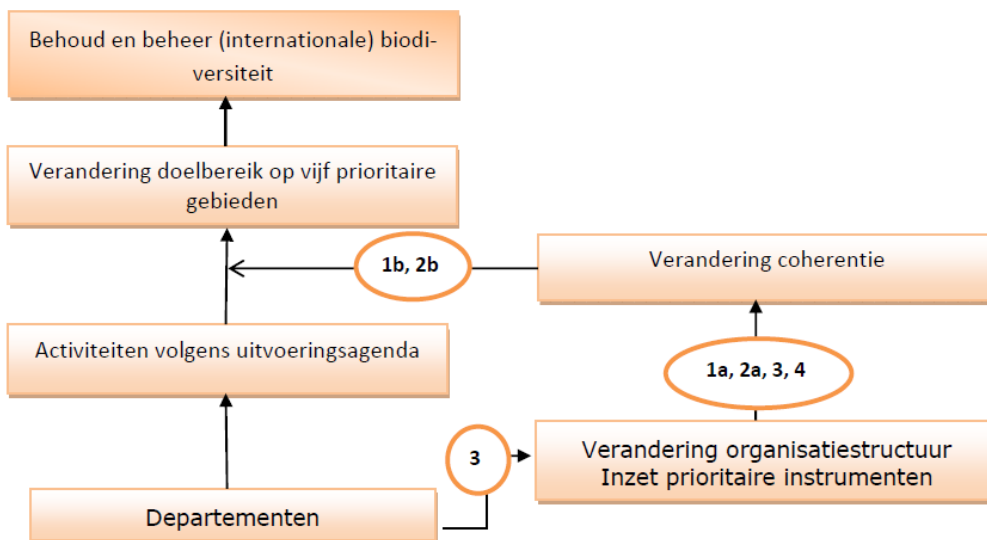 Behoud en beheer (internationale) biodi-
versiteit
Verandering doelbereik op vijf prioritaire
gebieden
1b, 2b
Verandering coherentie
Activiteiten volgens uitvoeringsagenda
1a, 2a, 3, 4
3
Verandering organisatiestructuur
Inzet prioritaire instrumenten
Departementen